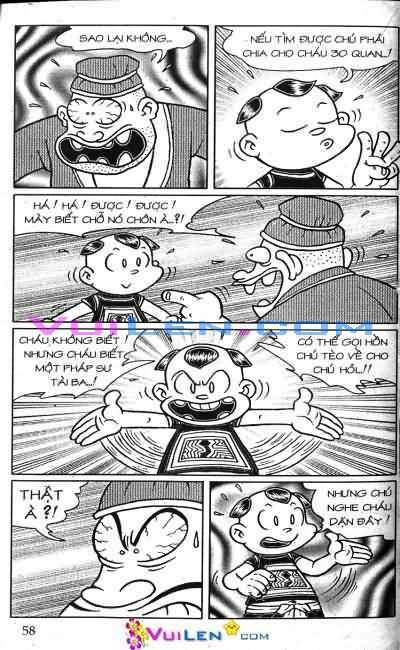 SAO LẠI KHÔNG...
NẾU TÌM ĐƯỢC CHÚ PHẢI
CHIA CHO CHÁU 30 QUAN..!
HÁ! HÁ! ĐƯỢC! ĐƯỢC!
MÀY BIẾT CHỖ NÓ CHÔN À..?!
VUILEN.COM
CHÁU KHÔNG BIẾT
NHƯNG CHÁU BIẾT
MỘT PHÁP SƯ
TÀI BA..!
CÓ THỂ GỌI HỒN
CHÚ TÈO VỀ CHO
CHÚ HỎI..!!
THẬT
À ?!
NHƯNG CHÚ
NGHE CHÁU
DẶN ĐÂY!
58
VUILEN.COM